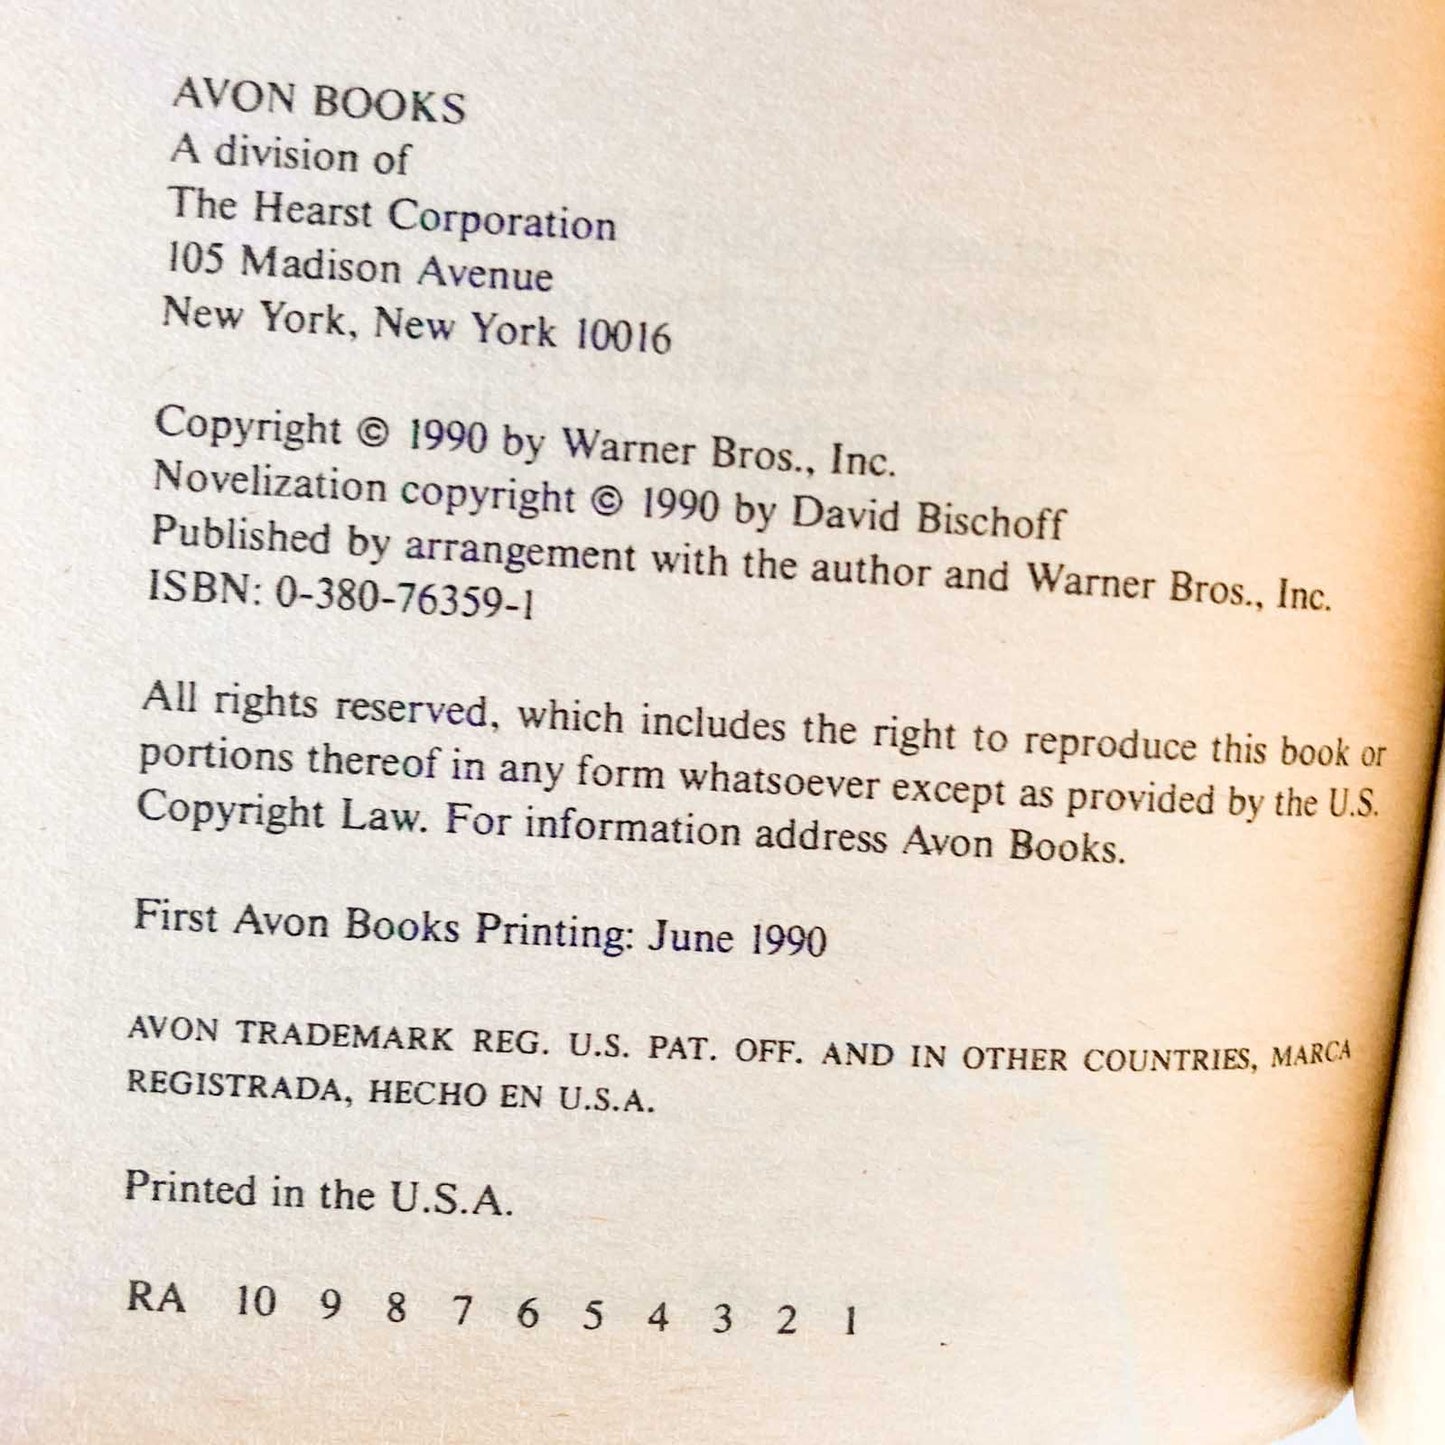 AVON BOOKS
A division of
The Hearst Corporation
105 Madison Avenue
New York, New York 10016
Copyright © 1990 by Warner Bros., Inc.
Novelization copyright © 1990 by David Bischoff
Published by arrangement with the author and Warner Bros., Inc.
ISBN: 0-380-76359-1
All rights reserved, which includes the right to reproduce this book or
portions thereof in any form whatsoever except as provided by the U.S.
Copyright Law. For information address Avon Books.
First Avon Books Printing: June 1990
AVON TRADEMARK REG. U.S. PAT. OFF. AND IN OTHER COUNTRIES, MARCA
REGISTRADA, HECHO EN U.S.A.
Printed in the U.S.A.
RA 10 9 8 7 6 5 4 3 2 1